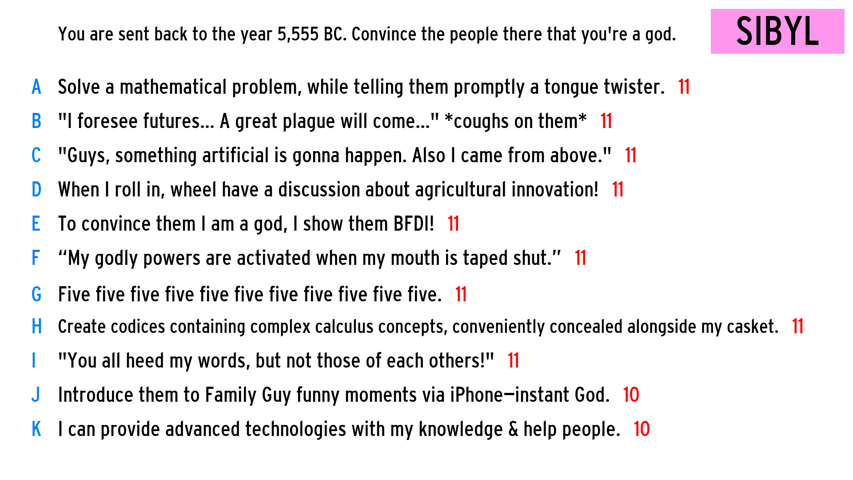 You are sent back to the year 5,555 BC. Convince the people there that you're a god.
SIBYL
A Solve a mathematical problem, while telling them promptly a tongue twister. 11
B "I foresee futures... A great plague will come..." *coughs on them* 11
C "Guys, something artificial is gonna happen. Also I came from above." 11
D When I roll in, wheel have a discussion about agricultural innovation! 11
E To convince them I am a god, I show them BFDI! 11
F “My godly powers are activated when my mouth is taped shut.” 11
G Five five five five five five five five five five five. 11
H Create codices containing complex calculus concepts, conveniently concealed alongside my casket. 11
I "You all heed my words, but not those of each others!" 11
J Introduce them to Family Guy funny moments via iPhone—instant God. 10
K I can provide advanced technologies with my knowledge & help people. 10